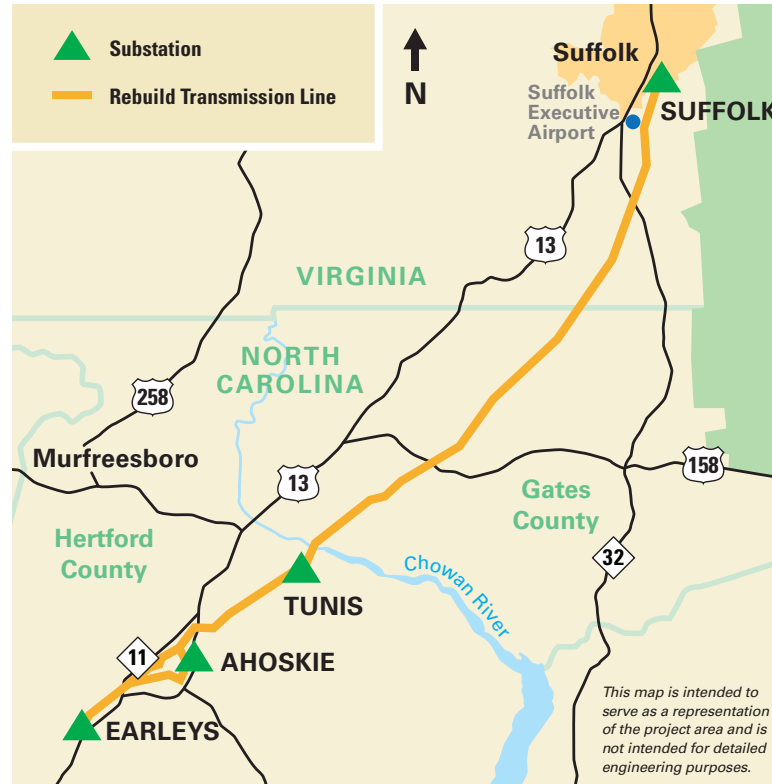 Substation
Rebuild Transmission Line
N
Suffolk
Suffolk
Executive
Airport
SUFFOLK
13
VIRGINIA
NORTH
CAROLINA
258
Murfreesboro
13
158
Gates
County
Hertford
County
32
Chowan River
TUNIS
11
AHOSKIE
EARLEYS
This map is intended to
serve as a representation
of the project area and is
not intended for detailed
engineering purposes.